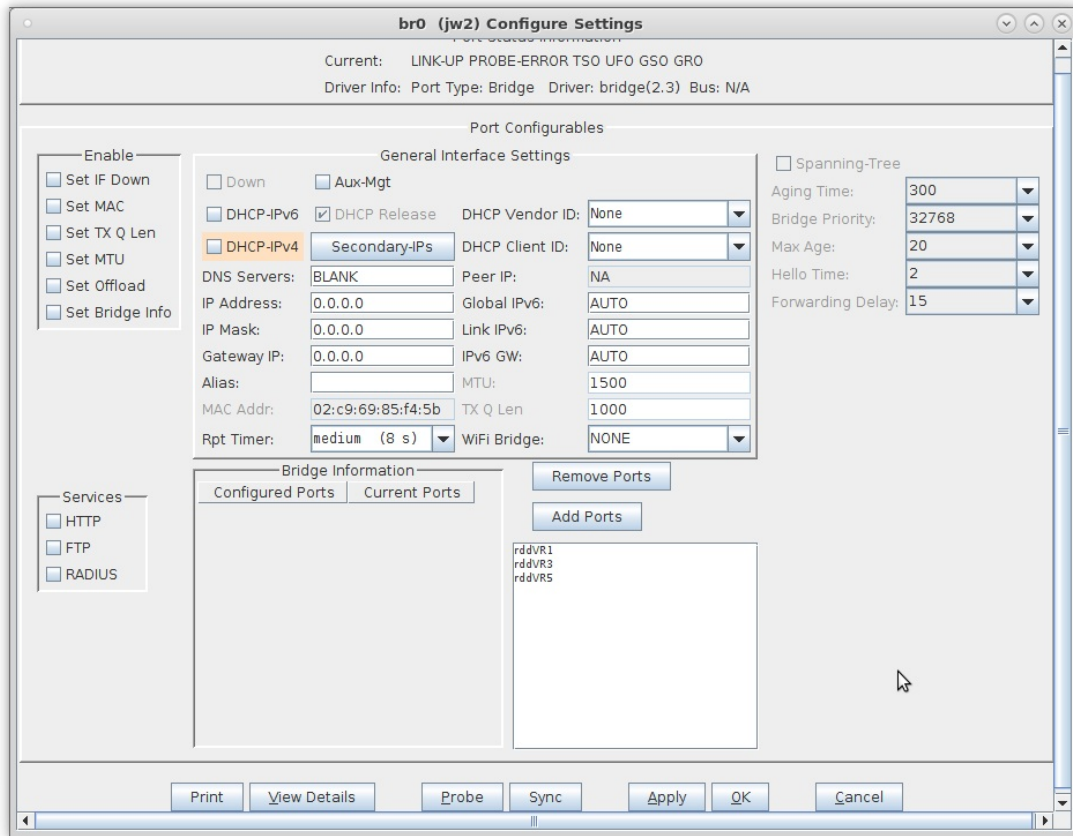 br0 (jw2) Configure Settings
Port Status Information
Current: LINK-UP PROBE-ERROR TSO UFO GSO GRO
Driver Info: Port Type: Bridge Driver: bridge(2.3) Bus: N/A
Port Configurables
Enable
Set IF Down
Set MAC
Set TX Q Len
Set MTU
Set Offload
Set Bridge Info
General Interface Settings
Down Aux-Mgt
DHCP-IPv6 DHCP Release DHCP Vendor ID: None
DHCP-IPv4 Secondary-IPs DHCP Client ID: None
DNS Servers: BLANK Peer IP: NA
IP Address: 0.0.0.0 Global IPv6: AUTO
IP Mask: 0.0.0.0 Link IPv6: AUTO
Gateway IP: 0.0.0.0 IPv6 GW: AUTO
Alias: MTU: 1500
MAC Addr: 02:c9:69:85:f4:5b TX Q Len 1000
Rpt Timer: medium (8 s) WiFi Bridge: NONE
Spanning-Tree
Aging Time: 300
Bridge Priority: 32768
Max Age: 20
Hello Time: 2
Forwarding Delay: 15
Services
HTTP
FTP
RADIUS
Bridge Information
Configured Ports Current Ports
Remove Ports
Add Ports
rddVR1
rddVR3
rddVR5
Print View Details Probe Sync Apply OK Cancel